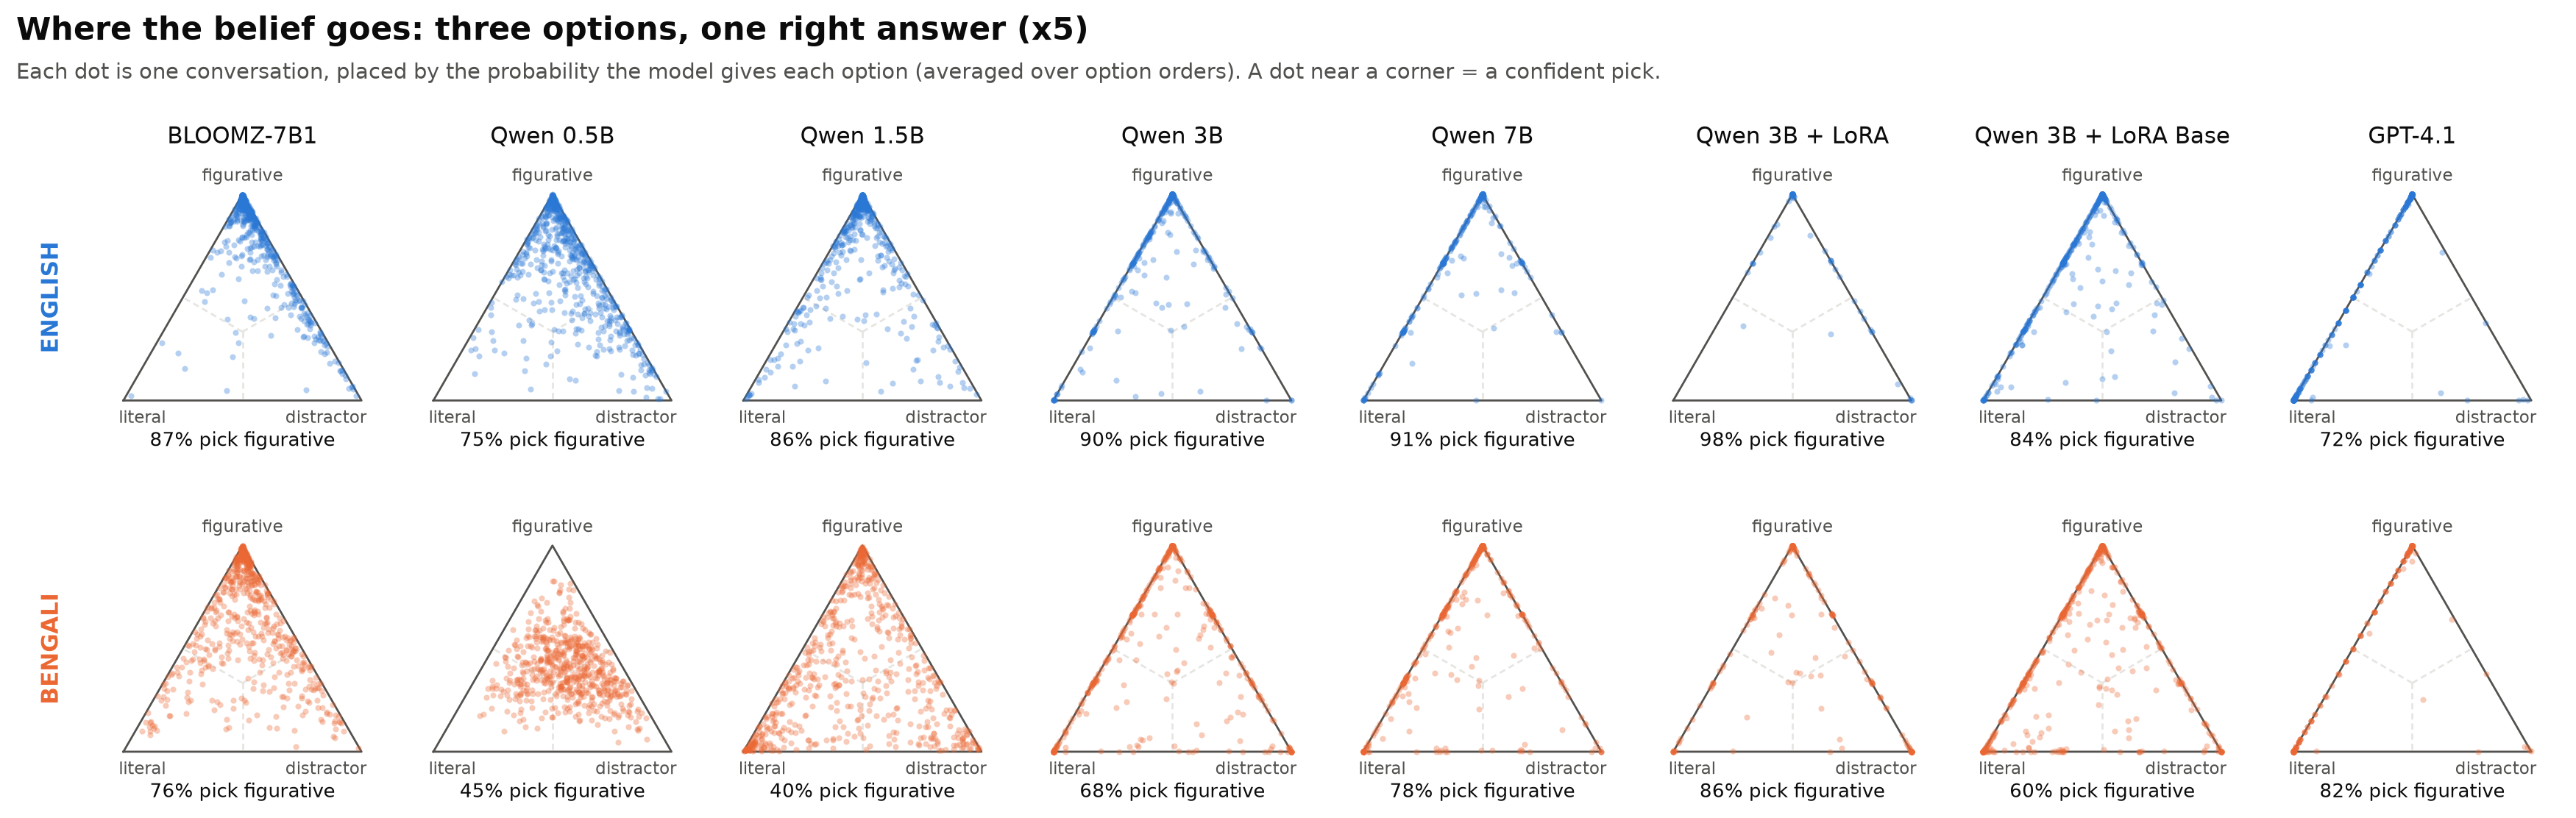 Where the belief goes: three options, one right answer (x5)
Each dot is one conversation, placed by the probability the model gives each option (averaged over option orders). A dot near a corner = a confident pick.
BLOOMZ-7B1 Qwen 0.5B Qwen 1.5B Qwen 3B Qwen 7B Qwen 3B + LoRA Qwen 3B + LoRA Base GPT-4.1
figurative figurative figurative figurative figurative figurative figurative figurative
ENGLISH
literal distractor literal distractor literal distractor literal distractor literal distractor literal distractor literal distractor literal distractor
87% pick figurative 75% pick figurative 86% pick figurative 90% pick figurative 91% pick figurative 98% pick figurative 84% pick figurative 72% pick figurative
figurative figurative figurative figurative figurative figurative figurative figurative
BENGALI
literal distractor literal distractor literal distractor literal distractor literal distractor literal distractor literal distractor literal distractor
76% pick figurative 45% pick figurative 40% pick figurative 68% pick figurative 78% pick figurative 86% pick figurative 60% pick figurative 82% pick figurative